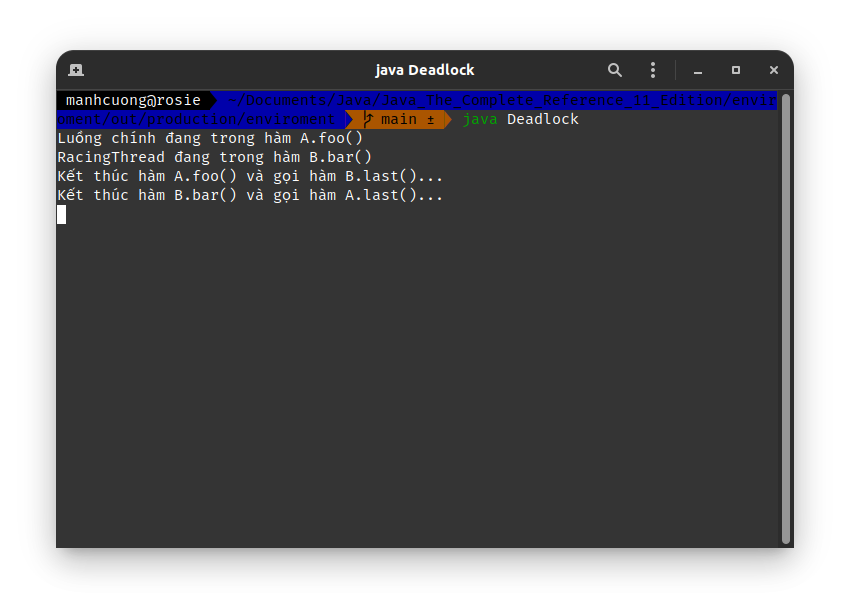 java Deadlock
manhcuong@rosie ~/Documents/Java/Java The Complete Reference 11 Edition/envir
oment/out/production/enviroment main ± java Deadlock
Luồng chính đang trong hàm A.foo()
RacingThread đang trong hàm B.bar()
Kết thúc hàm A.foo() và gọi hàm B.last()...
Kết thúc hàm B.bar() và gọi hàm A.last()...